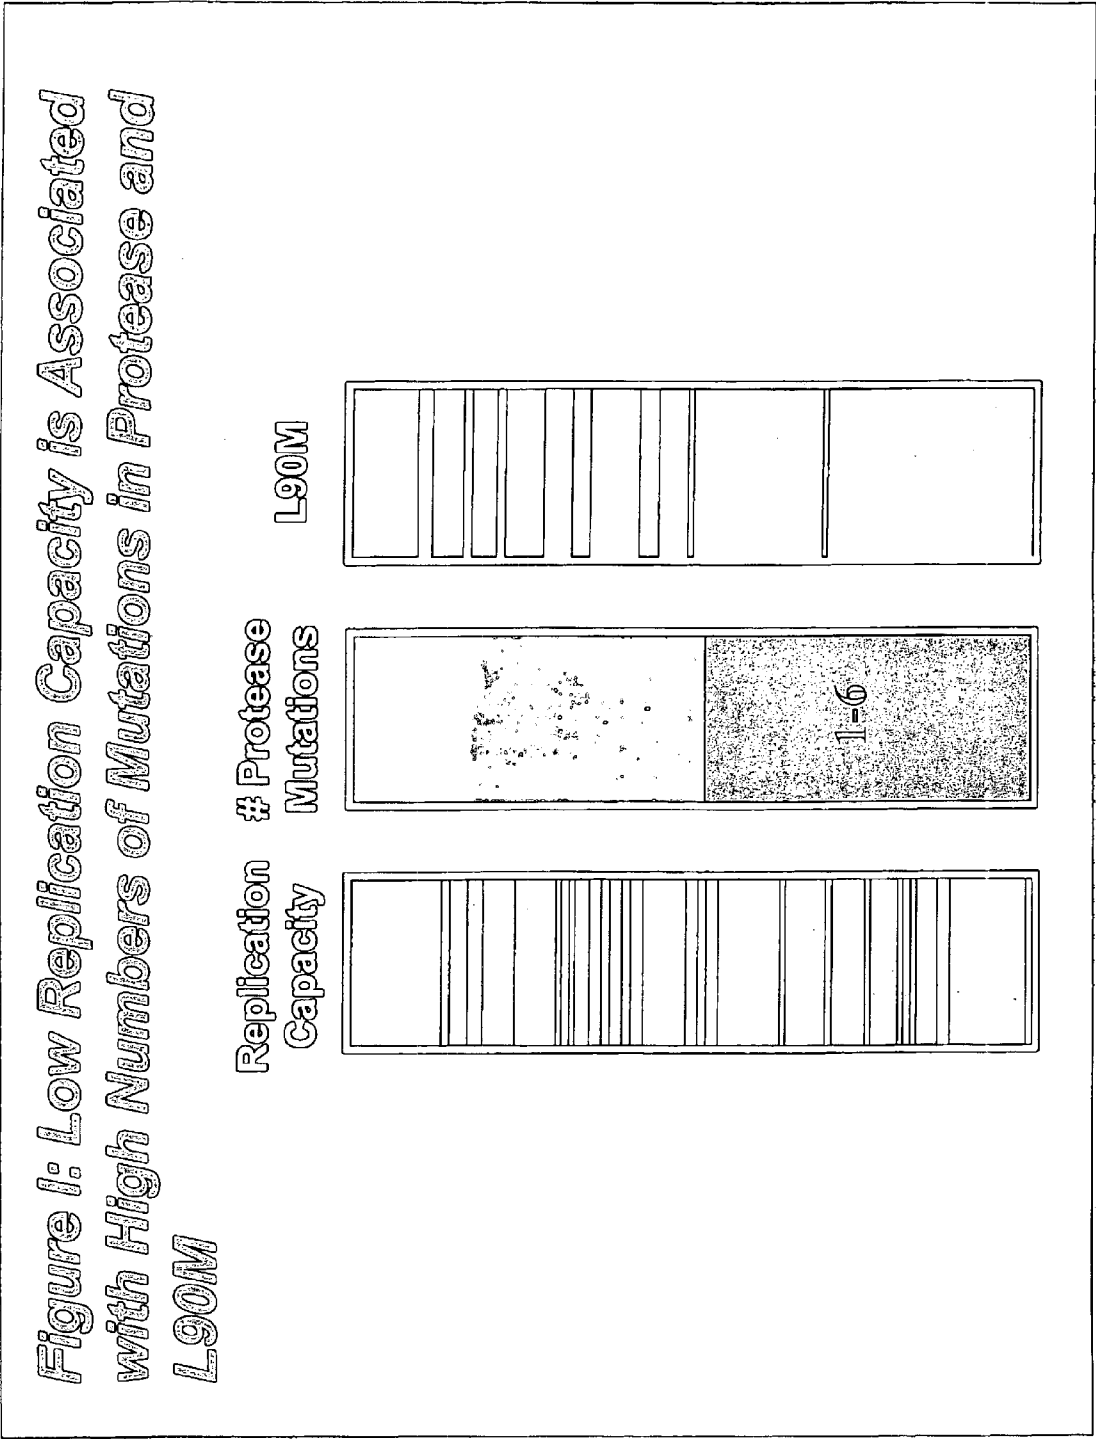 Figure I: Low Replication Capacity is Associated
with High Numbers of Mutations in Protease and
L90M
Replication
Capacity
# Protease
Mutations
L90M
1-6